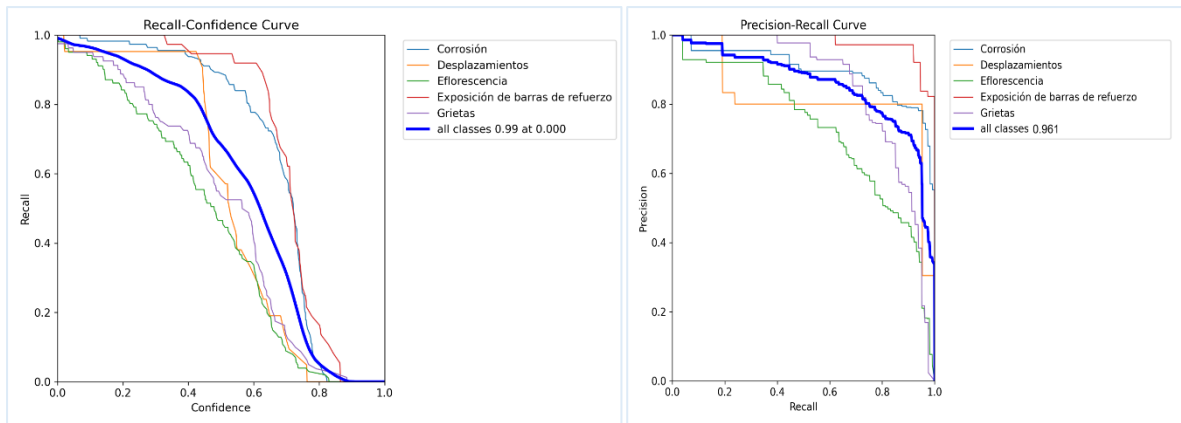 Recall-Confidence Curve
Recall
1.0
0.8
0.6
0.4
0.2
0.0
0.0 0.2 0.4 0.6 0.8 1.0
Confidence
Corrosión
Desplazamientos
Eflorescencia
Exposición de barras de refuerzo
Grietas
all classes 0.99 at 0.000
Precision-Recall Curve
Precision
1.0
0.8
0.6
0.4
0.2
0.0
0.0 0.2 0.4 0.6 0.8 1.0
Recall
Corrosión
Desplazamientos
Eflorescencia
Exposición de barras de refuerzo
Grietas
all classes 0.961